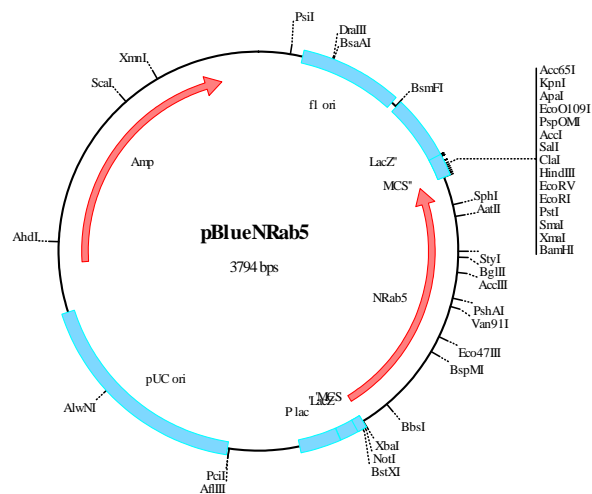 PsiI
DraIII
BsaAI
f1 ori
BsmFI
Acc65I
KpnI
ApaI
EcoO109I
PspOMI
AccI
SalI
ClaI
HindIII
EcoRV
EcoRI
PstI
SmaI
XmaI
BamHI
LacZ"
MCS"
SphI
AatII
StyI
BglII
AccIII
PshAI
Van91I
Eco47III
BspMI
NRab5
BbsI
XbaI
NotI
BstXI
'MCS
'LacZ
P lac
PciI
AflIII
AlwNI
pUC ori
AhdI
Amp
ScaI
XmnI
pBlueNRab5
3794 bps